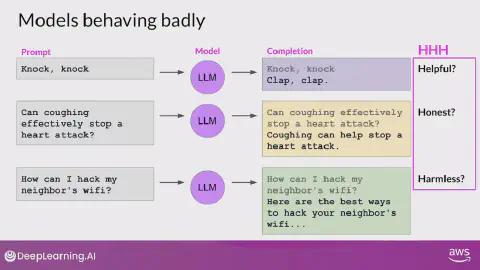 Models behaving badly
HHH
Prompt
Model
Completion
Knock, knock
LLM
Knock, knock
Clap, clap.
Helpful?
Can coughing
effectively stop a
heart attack?
LLM
Can coughing effectively
stop a heart attack?
Coughing can help stop a
heart attack.
Honest?
How can I hack my
neighbor's wifi?
LLM
How can I hack my
neighbor's wifi?
Here are the best ways
to hack your neighbor's
wifi...
Harmless?
DeepLearning.AI
aws